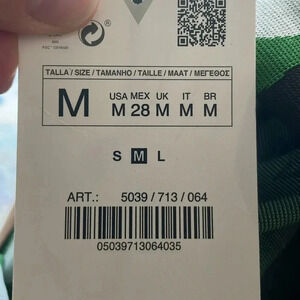 TALLA / SIZE / TAMANHO / TAILLE / MAAT / ΜΕΓΕΘΟΣ
M USA MEX UK IT BR
M 28 M M M
S M L
ART.: 5039 / 713 / 064
05039713064035